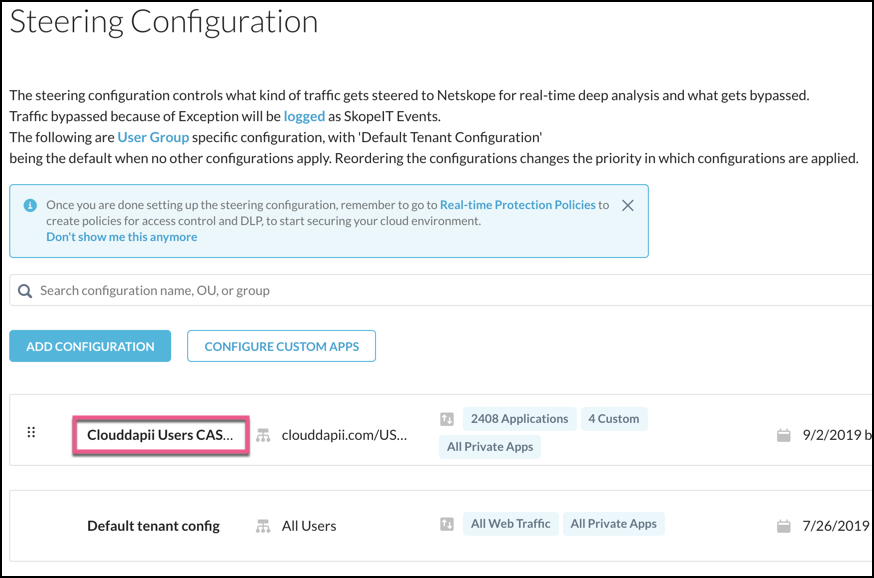 Steering Configuration
The steering configuration controls what kind of traffic gets steered to Netskope for real-time deep analysis and what gets bypassed.
Traffic bypassed because of Exception will be logged as SkopeIT Events.
The following are User Group specific configuration, with 'Default Tenant Configuration'
being the default when no other configurations apply. Reordering the configurations changes the priority in which configurations are applied.
Once you are done setting up the steering configuration, remember to go to Real-time Protection Policies to
create policies for access control and DLP, to start securing your cloud environment.
Don't show me this anymore
Search configuration name, OU, or group
ADD CONFIGURATION CONFIGURE CUSTOM APPS
2408 Applications 4 Custom
Clouddapii Users CAS... clouddapii.com/US... 9/2/2019 b
All Private Apps
Default tenant config All Users All Web Traffic All Private Apps 7/26/2019